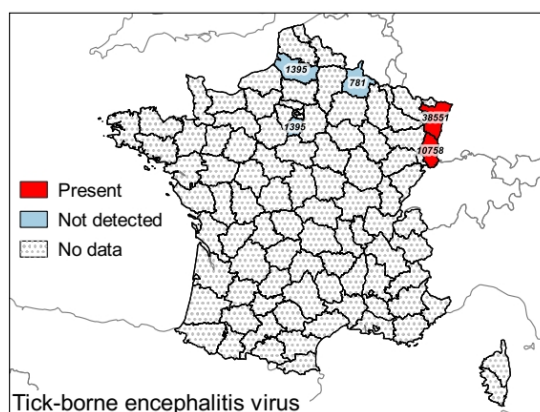 1395
781
38551
1395
10758
Present
Not detected
No data
Tick-borne encephalitis virus